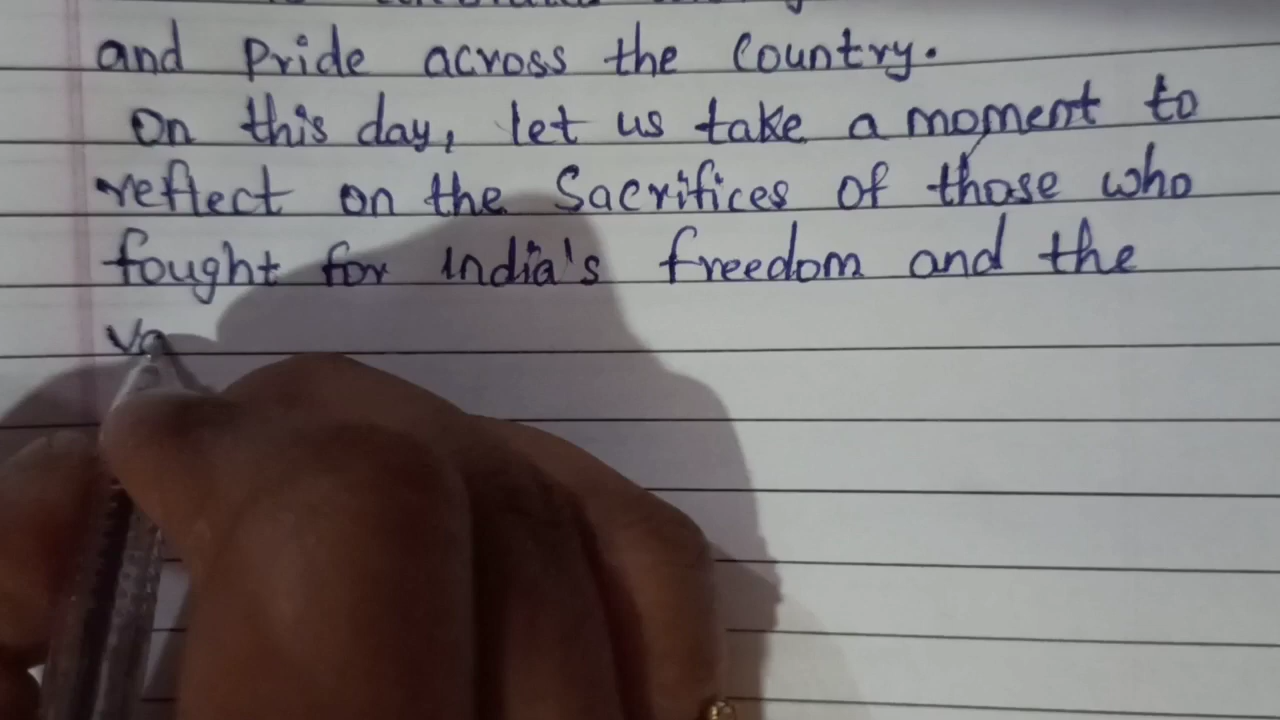 and Pride across the Country.
On this day, let us take a moment to
reflect on the Sacrifices of those who
fought for india's freedom and the